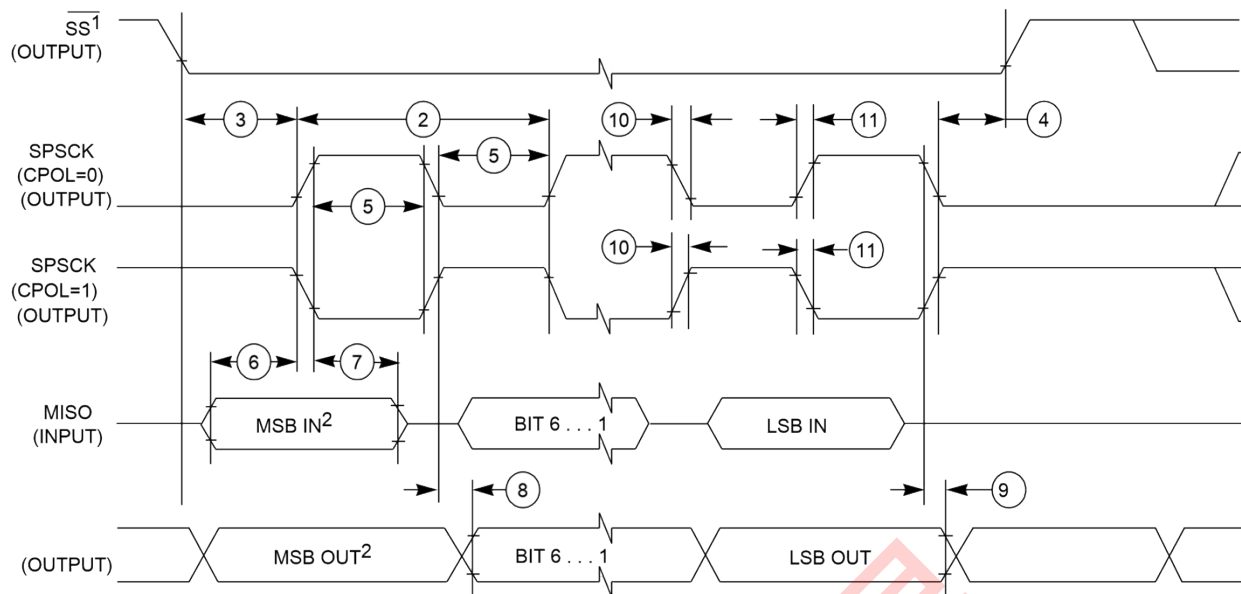 SS¹
(OUTPUT)
3
2
10
11
4
SPSCK
(CPOL=0)
(OUTPUT)
5
5
SPSCK
(CPOL=1)
(OUTPUT)
10
11
6
7
MISO
(INPUT)
MSB IN²
BIT 6 . . . 1
LSB IN
8
9
(OUTPUT)
MSB OUT²
BIT 6 . . . 1
LSB OUT